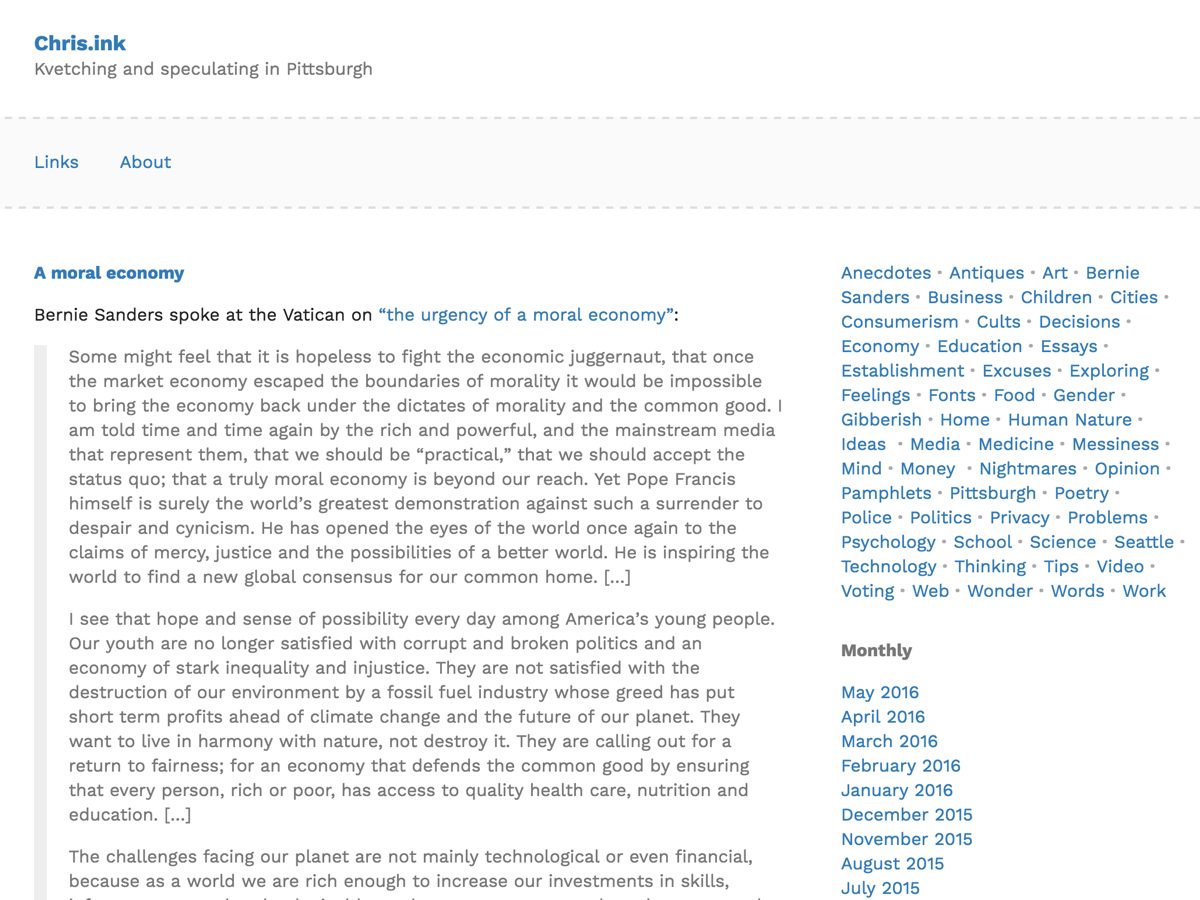 Chris.ink
Kvetching and speculating in Pittsburgh
Links About
A moral economy
Bernie Sanders spoke at the Vatican on “the urgency of a moral economy”:
Some might feel that it is hopeless to fight the economic juggernaut, that once
the market economy escaped the boundaries of morality it would be impossible
to bring the economy back under the dictates of morality and the common good. I
am told time and time again by the rich and powerful, and the mainstream media
that represent them, that we should be “practical,” that we should accept the
status quo; that a truly moral economy is beyond our reach. Yet Pope Francis
himself is surely the world’s greatest demonstration against such a surrender to
despair and cynicism. He has opened the eyes of the world once again to the
claims of mercy, justice and the possibilities of a better world. He is inspiring the
world to find a new global consensus for our common home. […]
I see that hope and sense of possibility every day among America’s young people.
Our youth are no longer satisfied with corrupt and broken politics and an
economy of stark inequality and injustice. They are not satisfied with the
destruction of our environment by a fossil fuel industry whose greed has put
short term profits ahead of climate change and the future of our planet. They
want to live in harmony with nature, not destroy it. They are calling out for a
return to fairness; for an economy that defends the common good by ensuring
that every person, rich or poor, has access to quality health care, nutrition and
education. […]
The challenges facing our planet are not mainly technological or even financial,
because as a world we are rich enough to increase our investments in skills,
Anecdotes • Antiques • Art • Bernie
Sanders • Business • Children • Cities •
Consumerism • Cults • Decisions •
Economy • Education • Essays •
Establishment • Excuses • Exploring •
Feelings • Fonts • Food • Gender •
Gibberish • Home • Human Nature •
Ideas • Media • Medicine • Messiness •
Mind • Money • Nightmares • Opinion •
Pamphlets • Pittsburgh • Poetry •
Police • Politics • Privacy • Problems •
Psychology • School • Science • Seattle •
Technology • Thinking • Tips • Video •
Voting • Web • Wonder • Words • Work
Monthly
May 2016
April 2016
March 2016
February 2016
January 2016
December 2015
November 2015
August 2015
July 2015